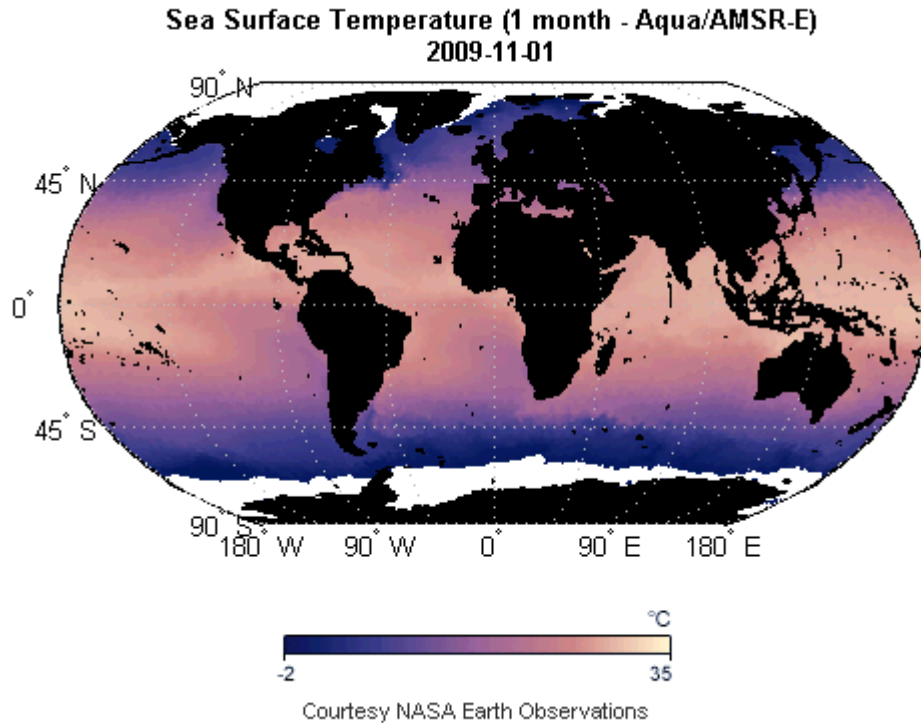 Sea Surface Temperature (1 month - Aqua/AMSR-E)
2009-11-01
90° N
45° N
0°
45° S
90° S
180° W 90° W 0° 90° E 180° E
°C
-2 35
Courtesy NASA Earth Observations